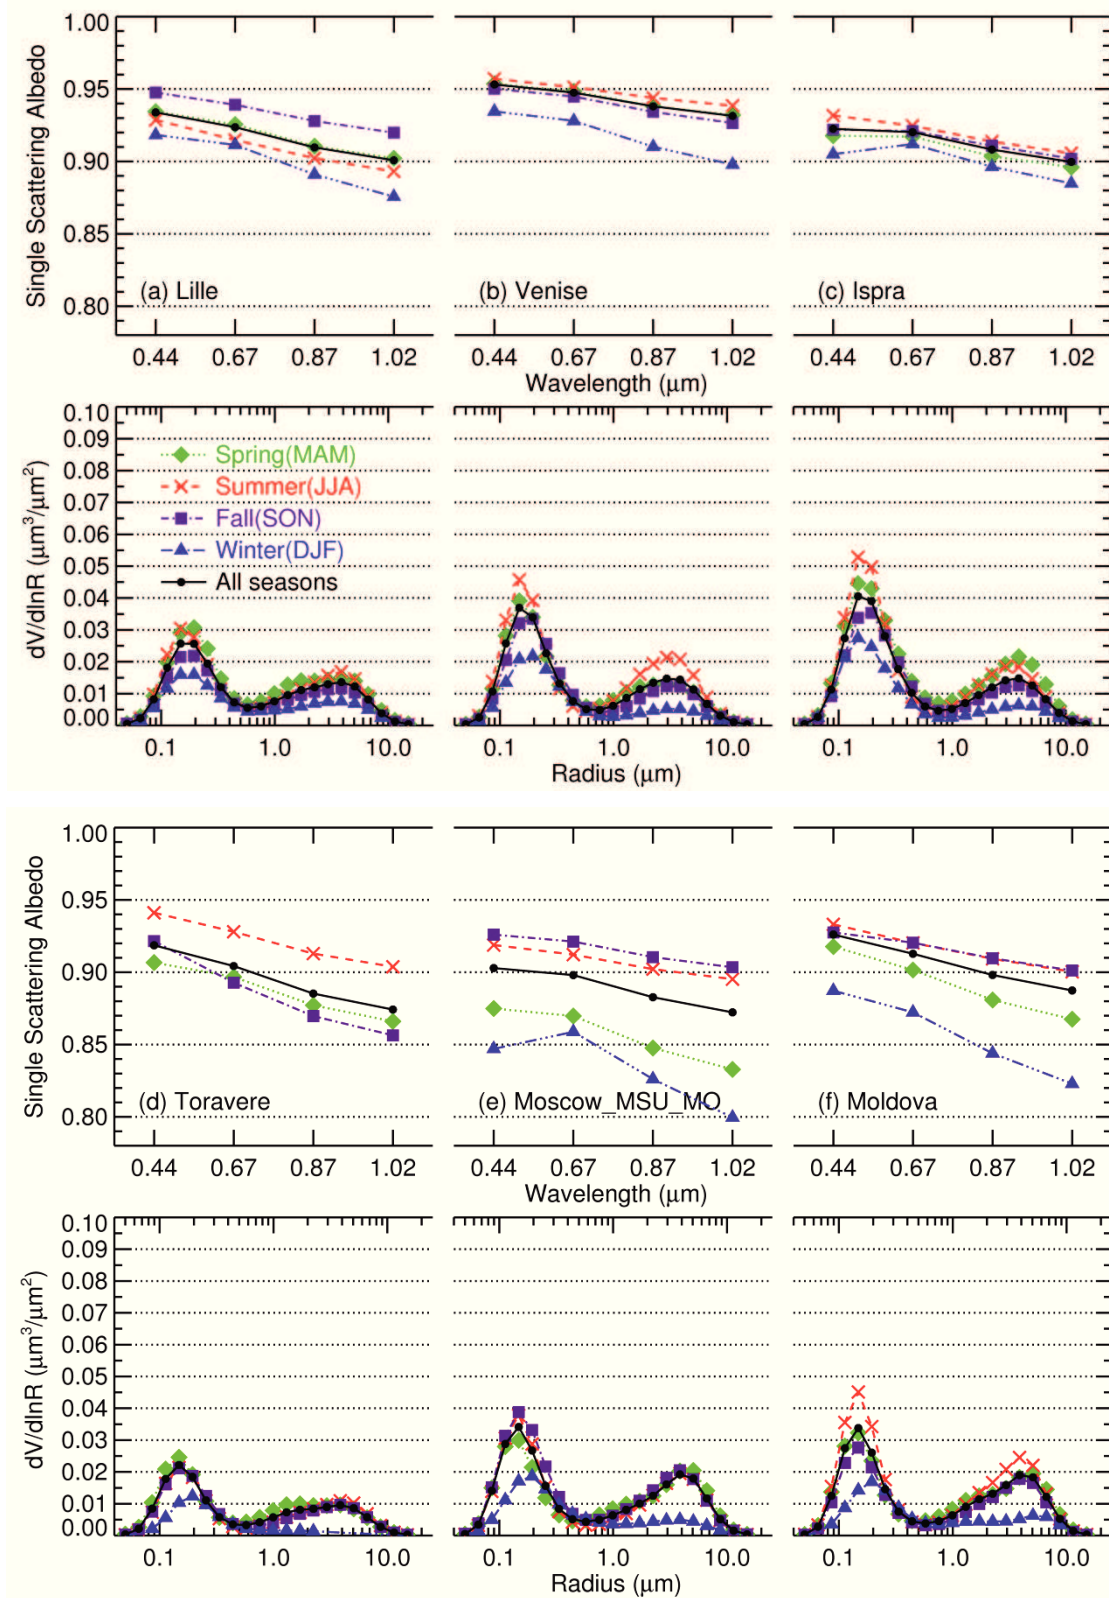 Single Scattering Albedo
1.00
0.95
0.90
0.85
0.80
(a) Lille
(b) Venise
(c) Ispra
0.44 0.67 0.87 1.02 0.44 0.67 0.87 1.02 0.44 0.67 0.87 1.02
Wavelength (μm)
dV/dlnR (μm³/μm²)
0.10
0.09
0.08
0.07
0.06
0.05
0.04
0.03
0.02
0.01
0.00
Spring(MAM)
Summer(JJA)
Fall(SON)
Winter(DJF)
All seasons
0.1 1.0 10.0 0.1 1.0 10.0 0.1 1.0 10.0
Radius (μm)
Single Scattering Albedo
1.00
0.95
0.90
0.85
0.80
(d) Toravere
(e) Moscow_MSU_MO
(f) Moldova
0.44 0.67 0.87 1.02 0.44 0.67 0.87 1.02 0.44 0.67 0.87 1.02
Wavelength (μm)
dV/dlnR (μm³/μm²)
0.10
0.09
0.08
0.07
0.06
0.05
0.04
0.03
0.02
0.01
0.00
0.1 1.0 10.0 0.1 1.0 10.0 0.1 1.0 10.0
Radius (μm)